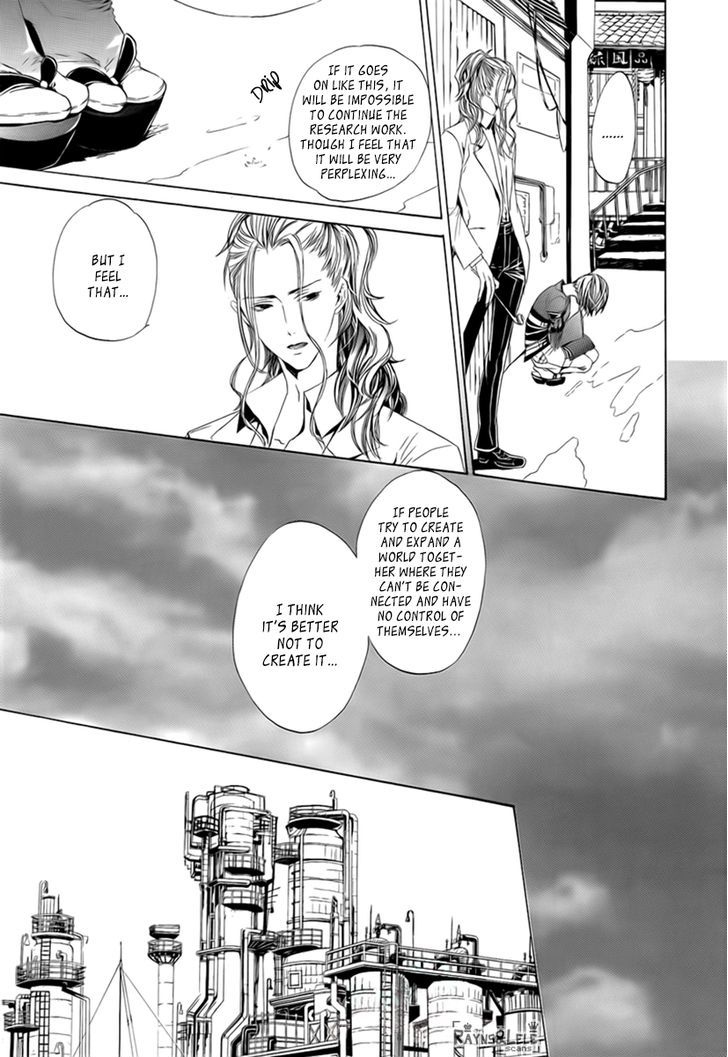 .......
IF IT GOES
ON LIKE THIS, IT
WILL BE IMPOSSIBLE
TO CONTINUE THE
RESEARCH WORK.
THOUGH I FEEL THAT
IT WILL BE VERY
PERPLEXING...
DRIP
BUT I
FEEL
THAT...
IF PEOPLE
TRY TO CREATE
AND EXPAND A
WORLD TOGET-
HER WHERE THEY
CAN'T BE CON-
NECTED AND HAVE
NO CONTROL OF
THEMSELVES...
I THINK
IT'S BETTER
NOT TO
CREATE IT...
RAYNS LELE
scans